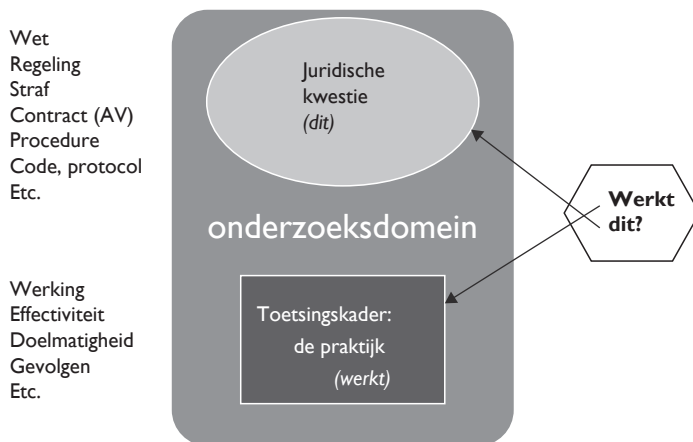 Wet
Regeling
Straf
Contract (AV)
Procedure
Code, protocol
Etc.
Juridische
kwestie
(dit)
onderzoeksdomein
Werkt
dit?
Werking
Effectiviteit
Doelmatigheid
Gevolgen
Etc.
Toetsingskader:
de praktijk
(werkt)